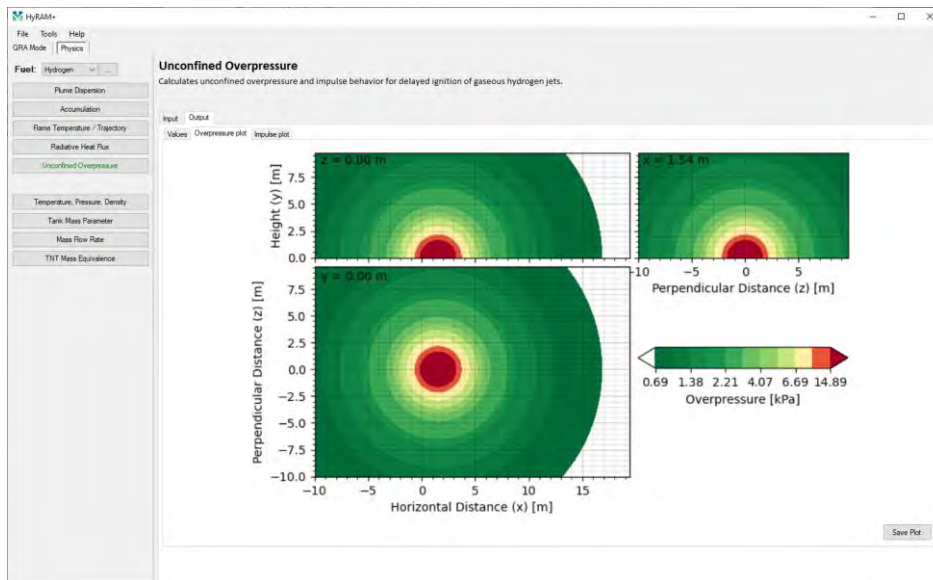 HyRAM+
File Tools Help
QRA Mode Physics
Fuel: Hydrogen ...
Plume Dispersion
Accumulation
Flame Temperature / Trajectory
Radiative Heat Flux
Unconfined Overpressure
Temperature, Pressure, Density
Tank Mass Parameter
Mass Flow Rate
TNT Mass Equivalence
Unconfined Overpressure
Calculates unconfined overpressure and impulse behavior for delayed ignition of gaseous hydrogen jets.
Input Output
Values Overpressure plot Impulse plot
z = 0.00 m
7.5
5.0
2.5
0.0
Height (y) [m]
x = 1.54 m
-10 -5 0 5
Perpendicular Distance (z) [m]
y = 0.00 m
7.5
5.0
2.5
0.0
−2.5
−5.0
−7.5
−10.0
Perpendicular Distance (z) [m]
−10 −5 0 5 10 15
Horizontal Distance (x) [m]
0.69 1.38 2.21 4.07 6.69 14.89
Overpressure [kPa]
Save Plot